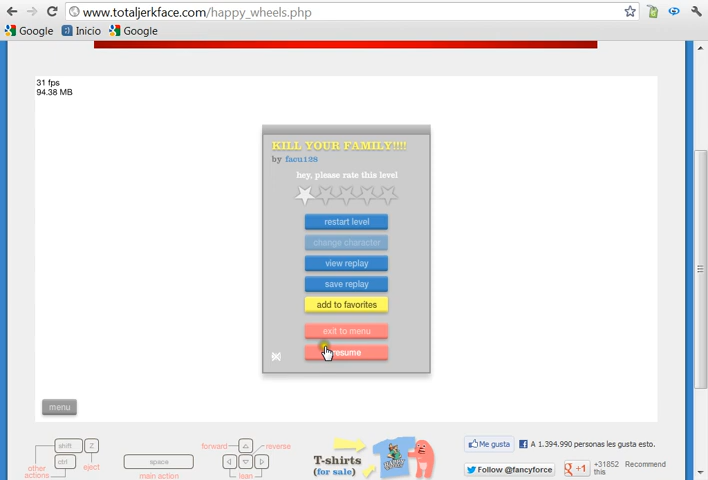 www.totaljerkface.com/happy_wheels.php
Google Inicio Google
31 fps
94.38 MB
KILL YOUR FAMILY!!!!
by facu128
hey, please rate this level
restart level
change character
view replay
save replay
add to favorites
exit to menu
resume
menu
shift Z
ctrl
eject
other
actions
space
main action
forward reverse
lean
T-shirts
(for sale)
Me gusta A 1.394.990 personas les gusta esto.
Follow @fancyforce
+1 +31852 Recommend
this